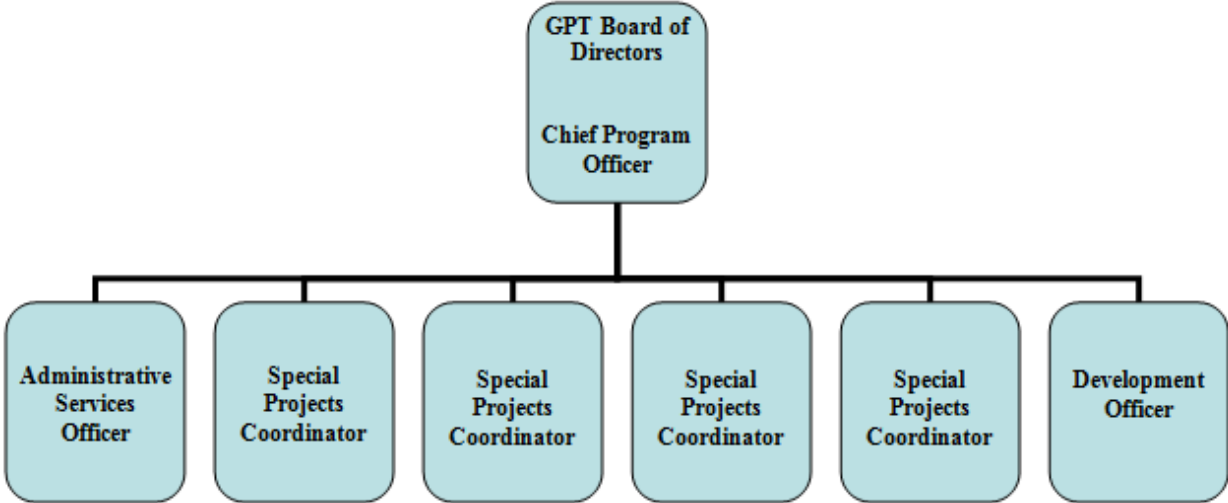 GPT Board of
Directors
Chief Program
Officer
Administrative
Services
Officer
Special
Projects
Coordinator
Special
Projects
Coordinator
Special
Projects
Coordinator
Special
Projects
Coordinator
Development
Officer